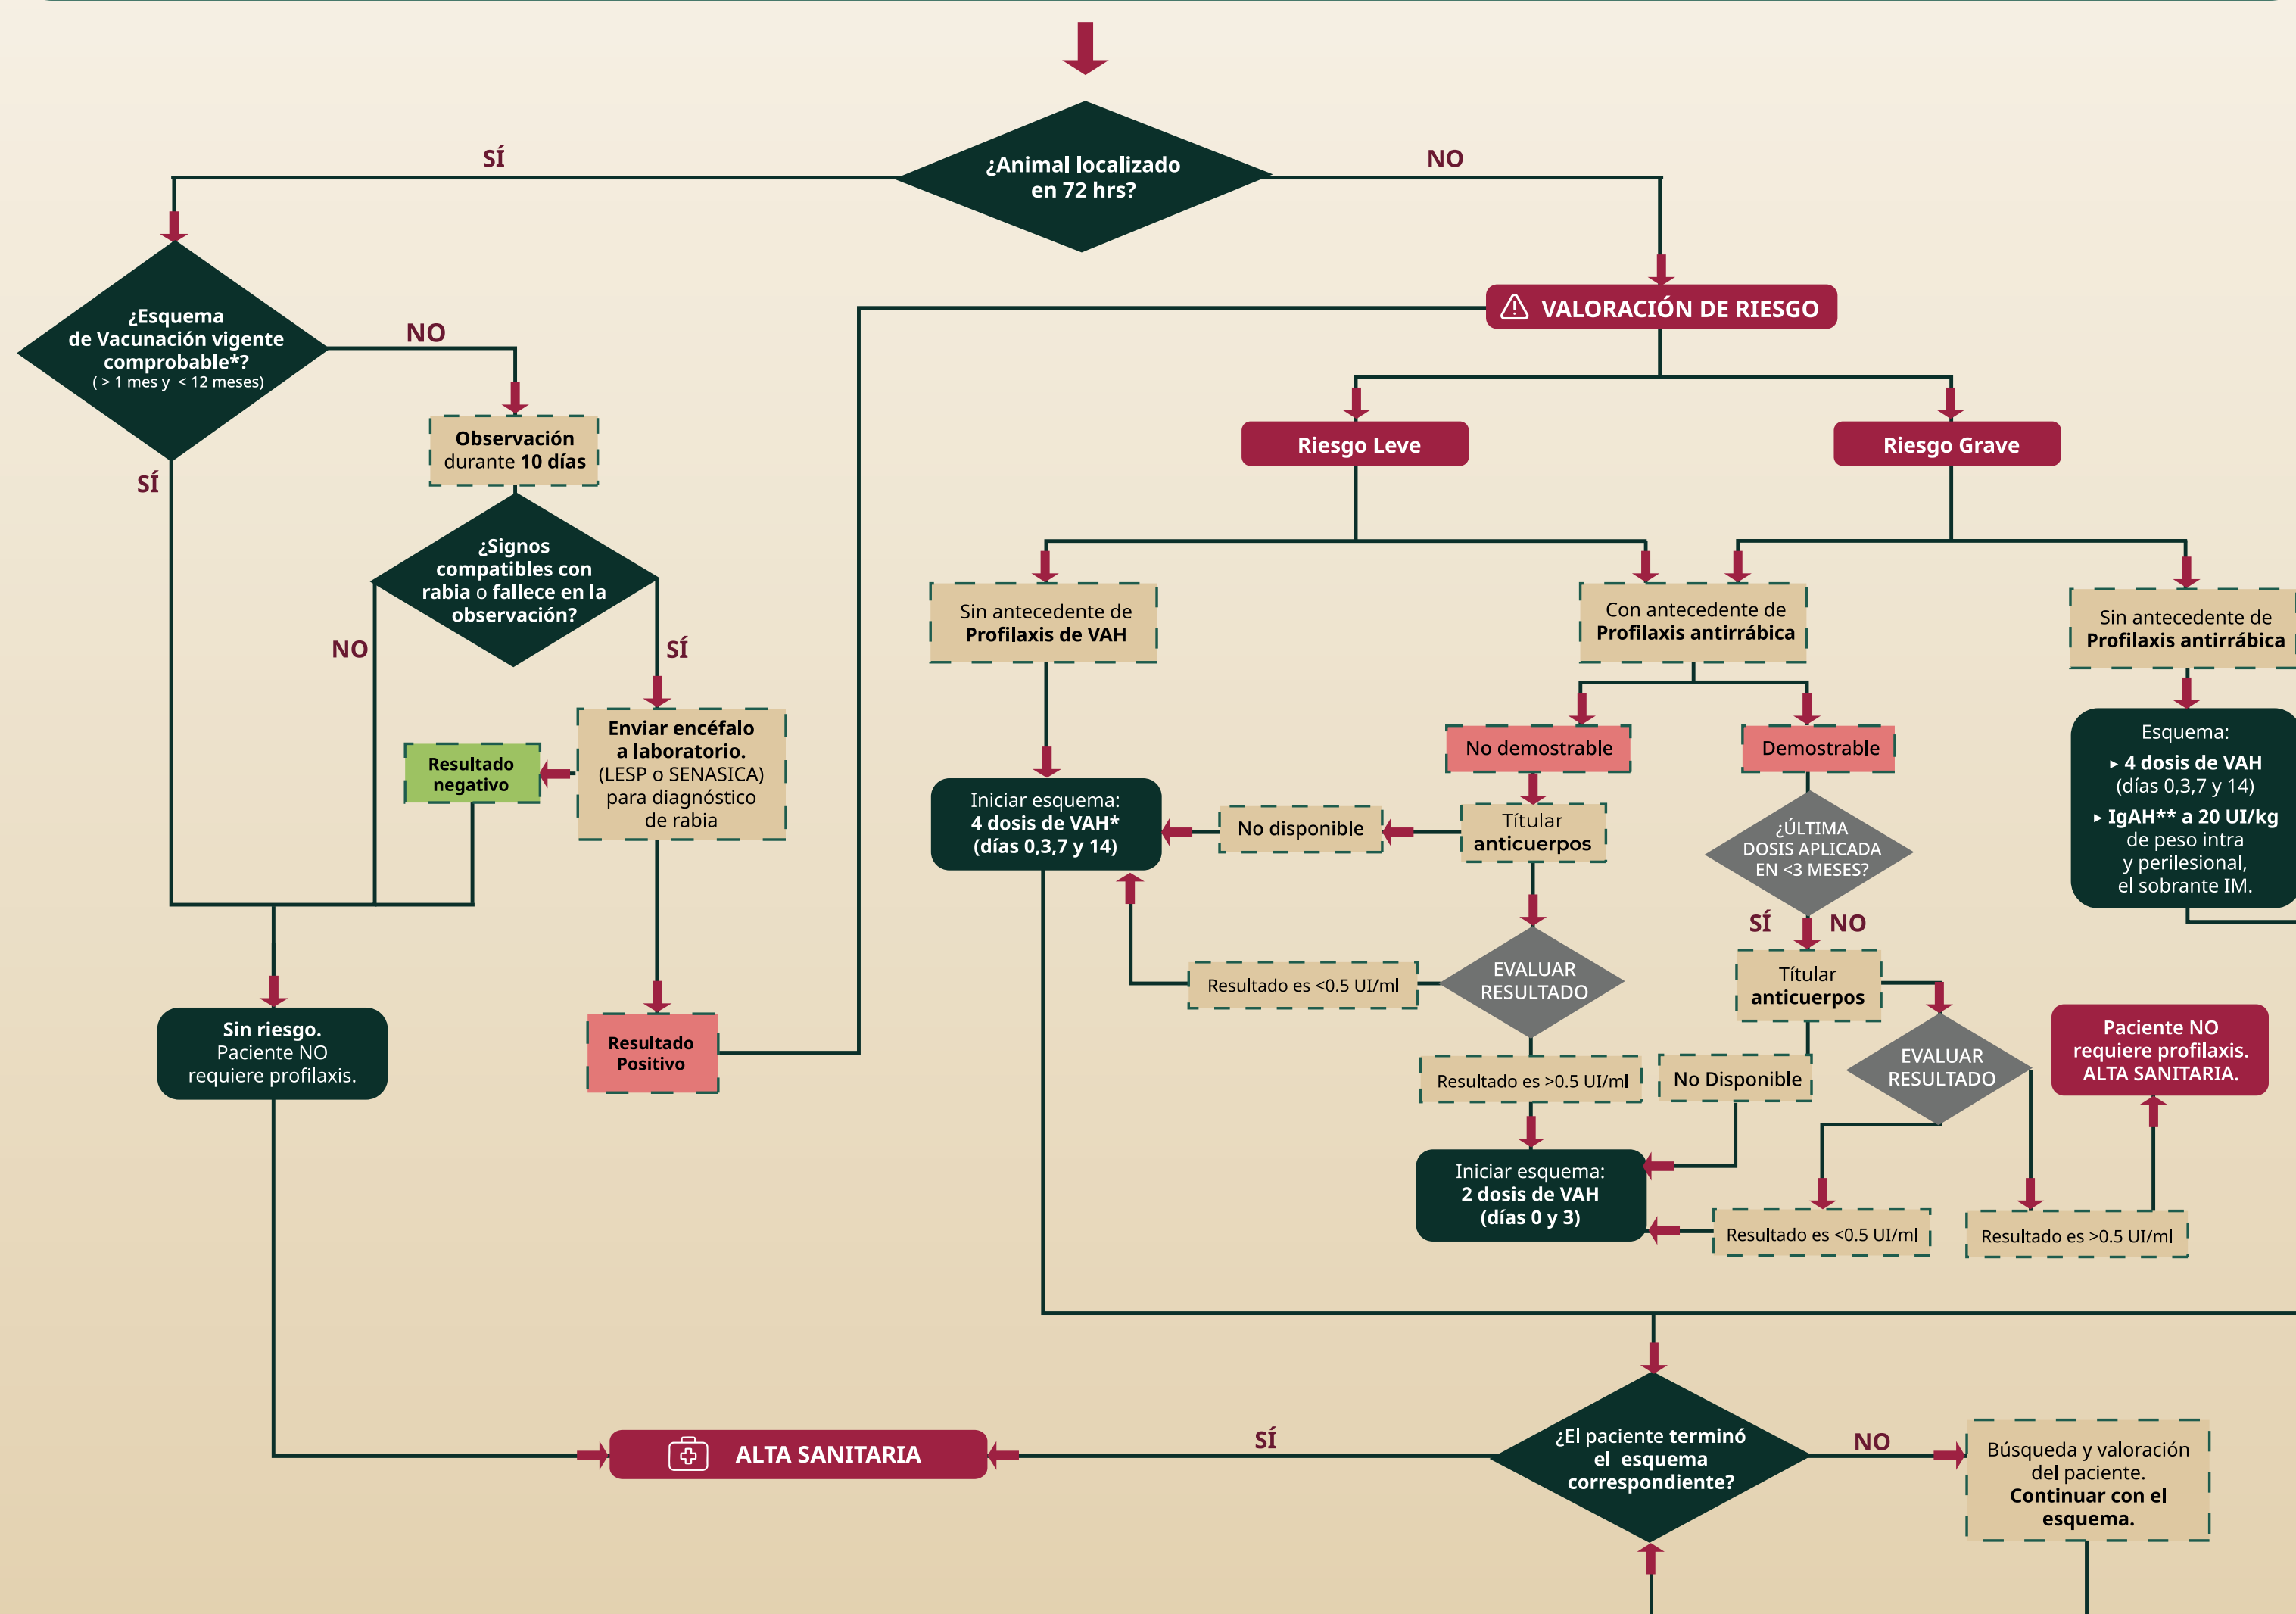 ¿Animal localizado
en 72 hrs?
SÍ
NO
¿Esquema
de Vacunación vigente
comprobable*?
( > 1 mes y  < 12 meses)
NO
SÍ
Observación
durante 10 días
¿Signos
compatibles con
rabia o fallece en la
observación?
NO
SÍ
Enviar encéfalo
a laboratorio.
(LESP o SENASICA)
para diagnóstico
de rabia
Resultado
negativo
Resultado
Positivo
Sin riesgo.
Paciente NO
requiere profilaxis.
VALORACIÓN DE RIESGO
Riesgo Leve
Riesgo Grave
Sin antecedente de
Profilaxis de VAH
Con antecedente de
Profilaxis antirrábica
Sin antecedente de
Profilaxis antirrábica
No demostrable
Demostrable
Iniciar esquema:
4 dosis de VAH*
(días 0,3,7 y 14)
No disponible
Títular
anticuerpos
¿ÚLTIMA
DOSIS APLICADA
EN <3 MESES?
Esquema:
▸ 4 dosis de VAH
(días 0,3,7 y 14)
▸ IgAH** a 20 UI/kg
de peso intra
y perilesional,
el sobrante IM.
SÍ
NO
Resultado es <0.5 UI/ml
EVALUAR
RESULTADO
Títular
anticuerpos
Resultado es >0.5 UI/ml
No Disponible
EVALUAR
RESULTADO
Paciente NO
requiere profilaxis.
ALTA SANITARIA.
Iniciar esquema:
2 dosis de VAH
(días 0 y 3)
Resultado es <0.5 UI/ml
Resultado es >0.5 UI/ml
ALTA SANITARIA
SÍ
¿El paciente terminó
el esquema
correspondiente?
NO
Búsqueda y valoración
del paciente.
Continuar con el
esquema.